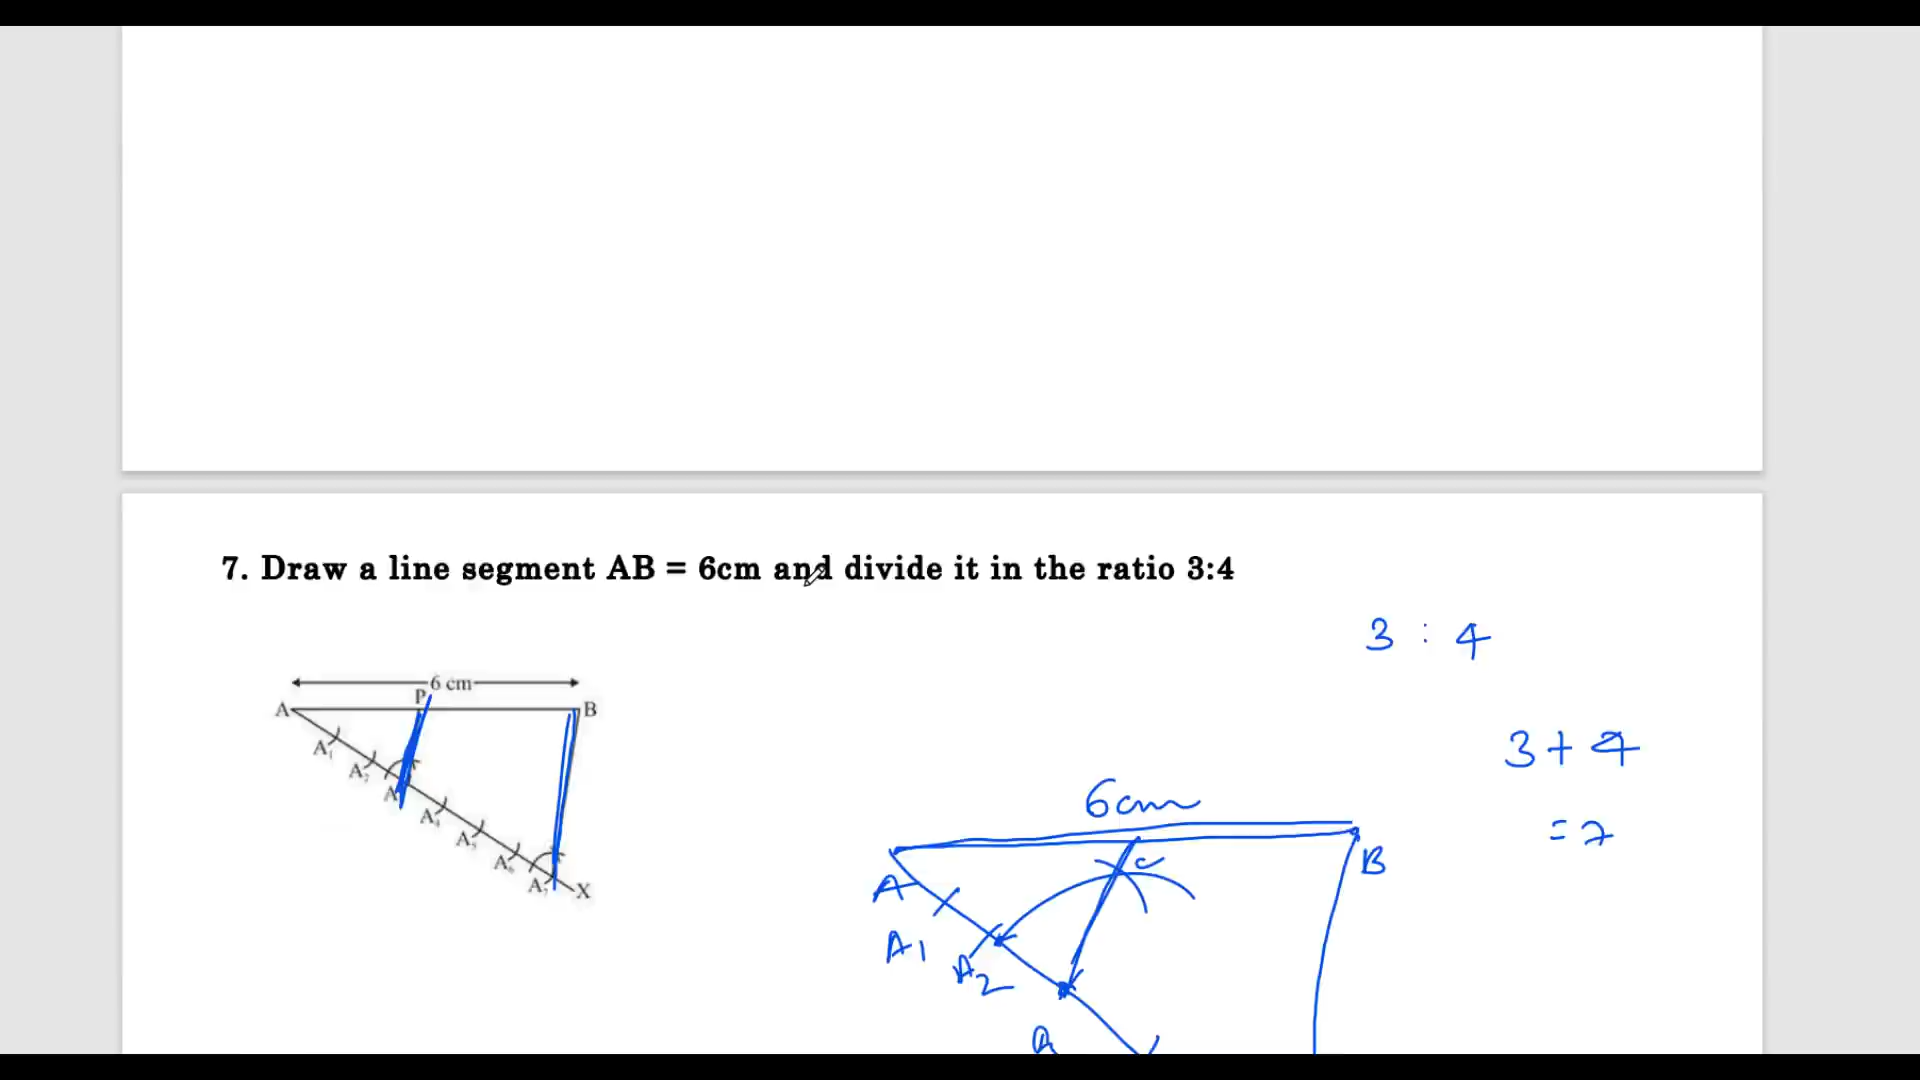 7. Draw a line segment AB = 6cm and divide it in the ratio 3:4
3 : 4
6 cm
P
A B
A₁
A₂
A
A₄
A₅
A₆
A₇ X
3 + 4
= 7
6cm
A B
C
A1
A2